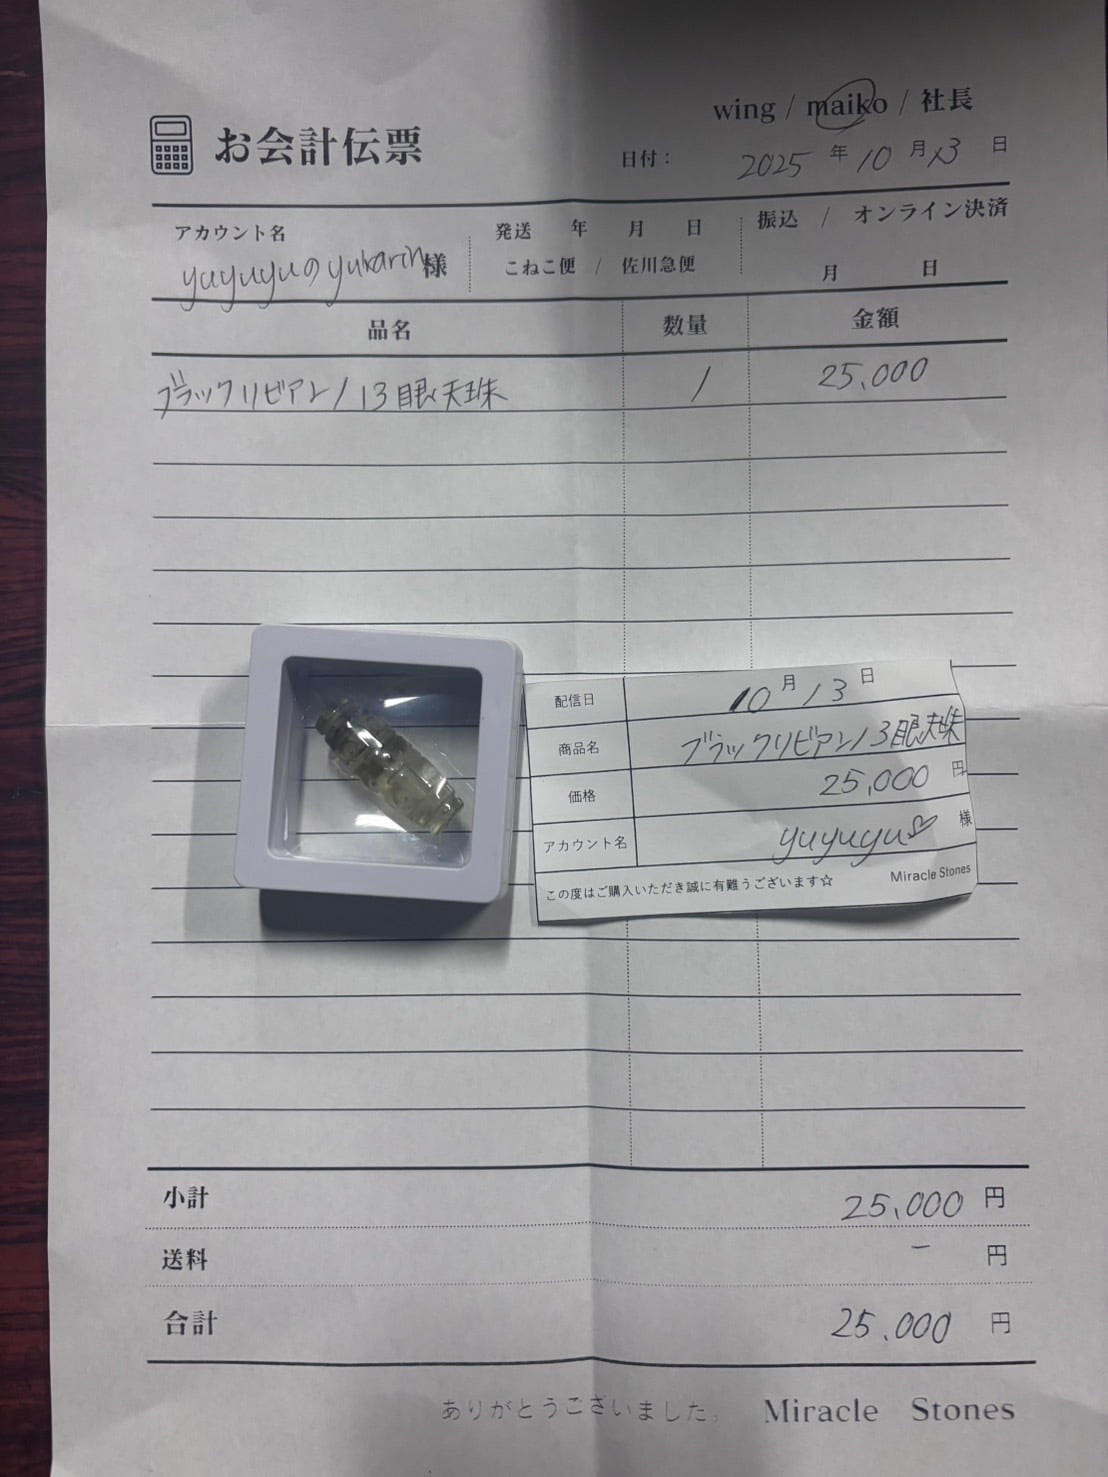 wing / maiko / 社長
お会計伝票
日付： 2025 年 10 月 13 日
アカウント名
yuyuyuのyukarin様
発送 年 月 日
こねこ便 / 佐川急便
振込 / オンライン決済
月 日
品名 数量 金額
ブラックリビアン13眼天珠 1 25,000
配信日 10月13日
商品名 ブラックリビアン13眼天珠
価格 25,000 円
アカウント名 yuyuyu♡ 様
この度はご購入いただき誠に有難うございます☆ Miracle Stones
小計 25,000 円
送料 ー 円
合計 25,000 円
ありがとうございました。 Miracle Stones